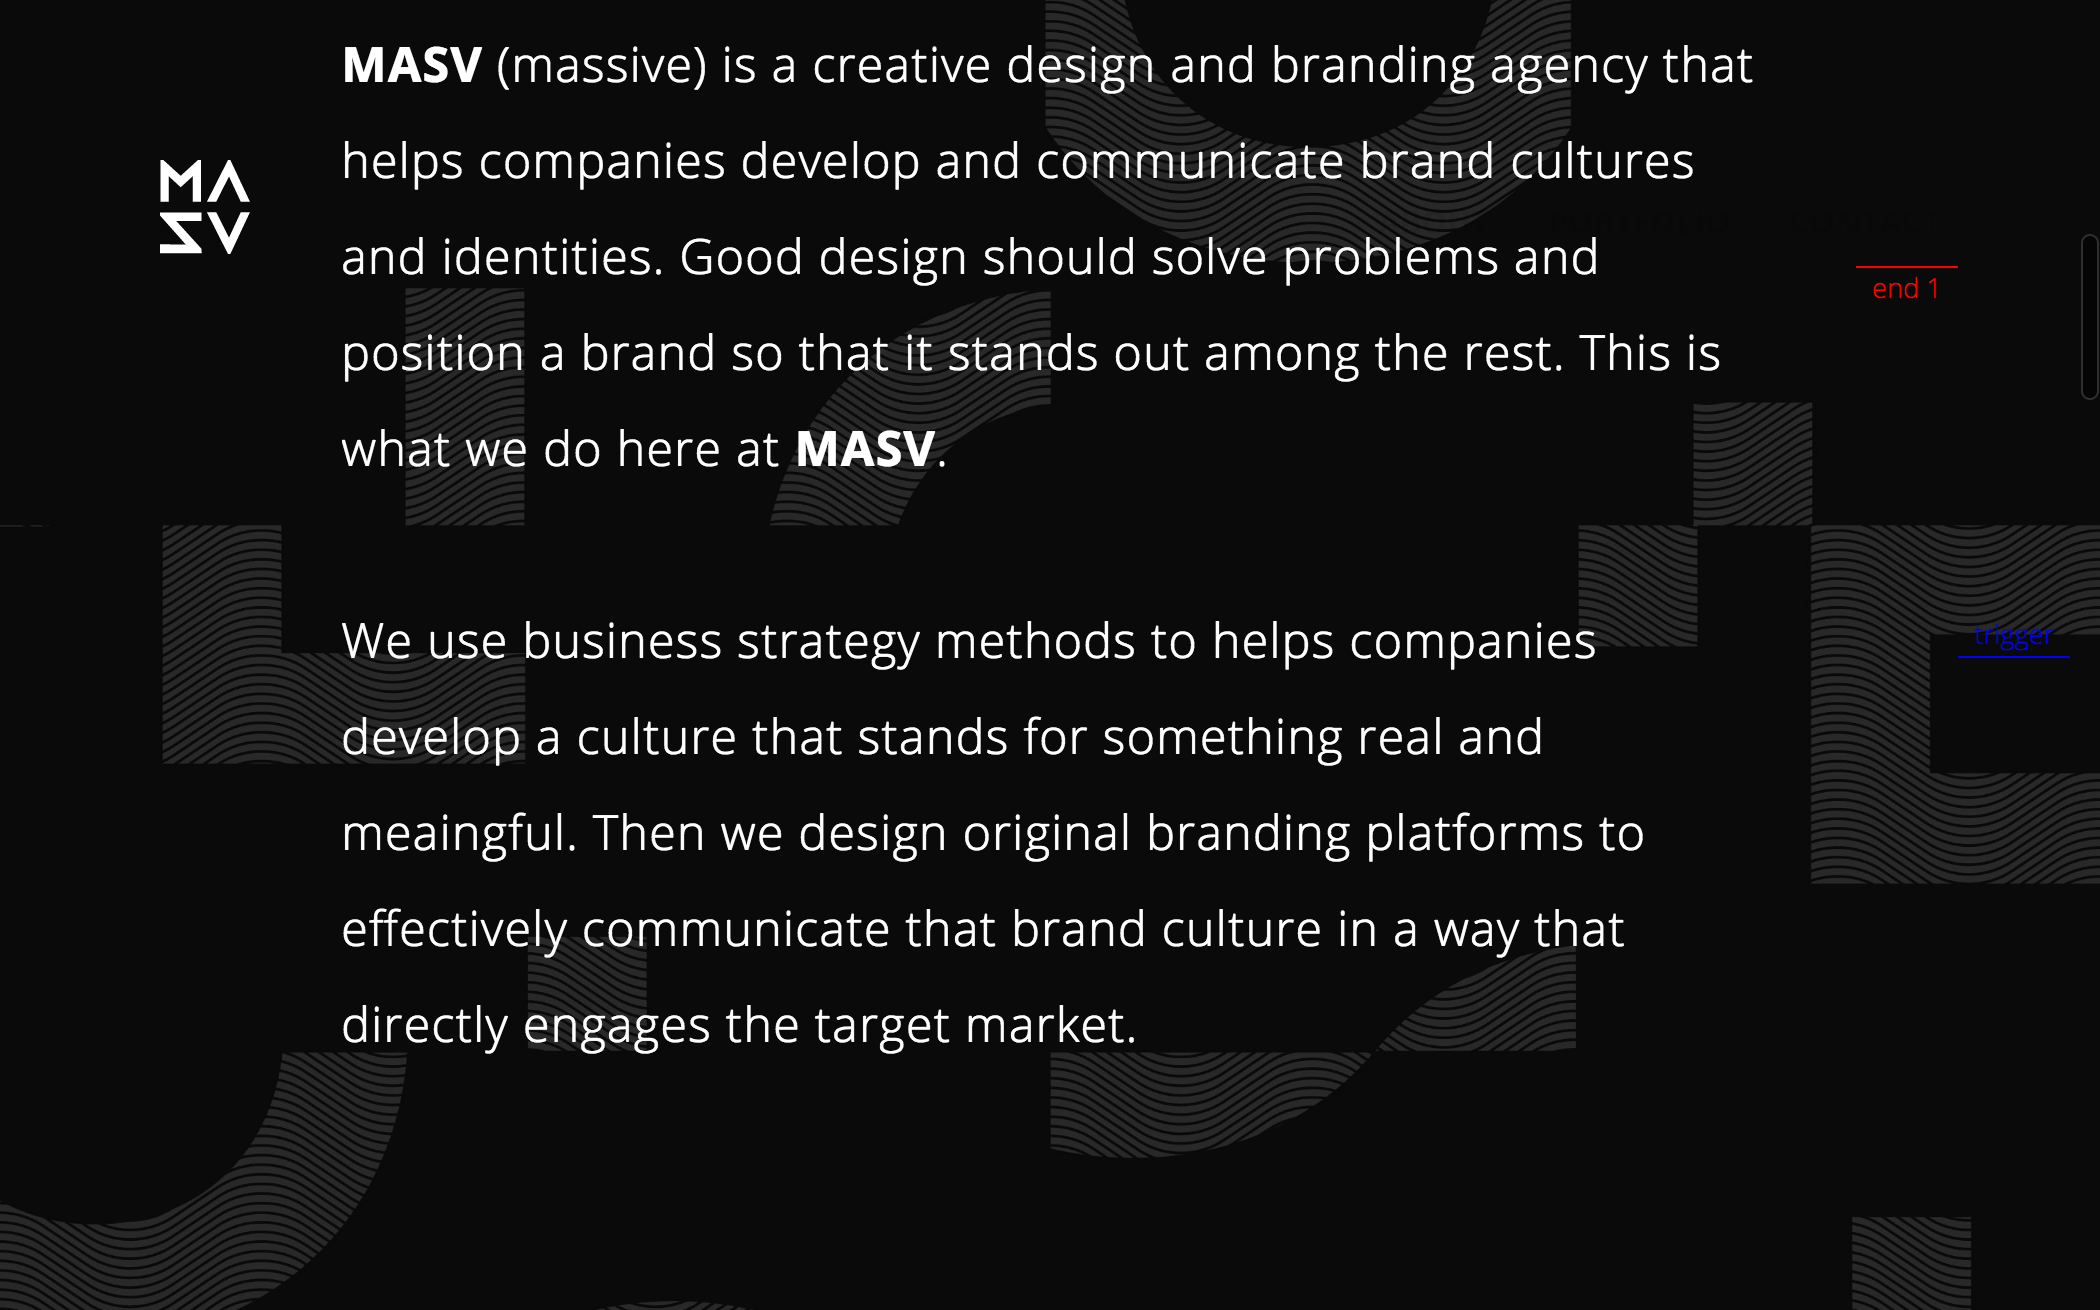 MASV (massive) is a creative design and branding agency that
helps companies develop and communicate brand cultures
MA
SV
and identities. Good design should solve problems and
end 1
position a brand so that it stands out among the rest. This is
what we do here at MASV.
We use business strategy methods to helps companies
trigger
develop a culture that stands for something real and
meaingful. Then we design original branding platforms to
effectively communicate that brand culture in a way that
directly engages the target market.